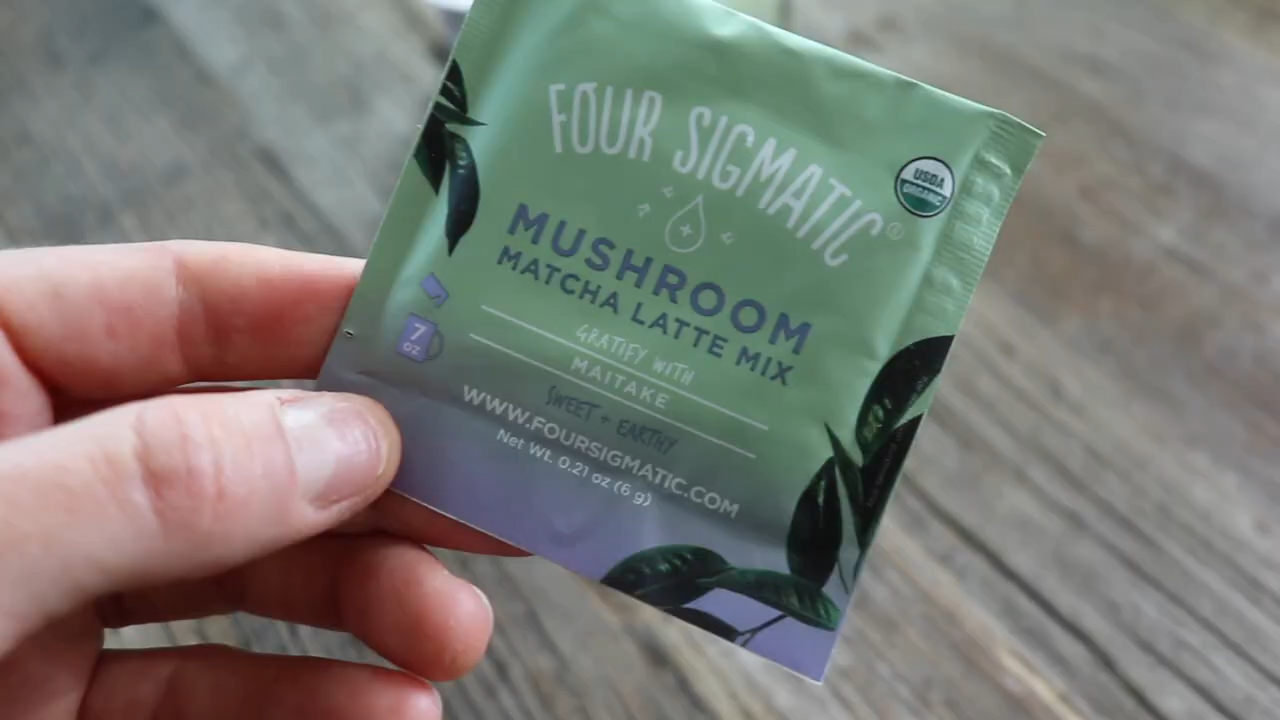 FOUR SIGMATIC®
USDA
ORGANIC
MUSHROOM
MATCHA LATTE MIX
7
OZ.
GRATIFY WITH
MAITAKE
SWEET + EARTHY
WWW.FOURSIGMATIC.COM
Net Wt. 0.21 oz (6 g)